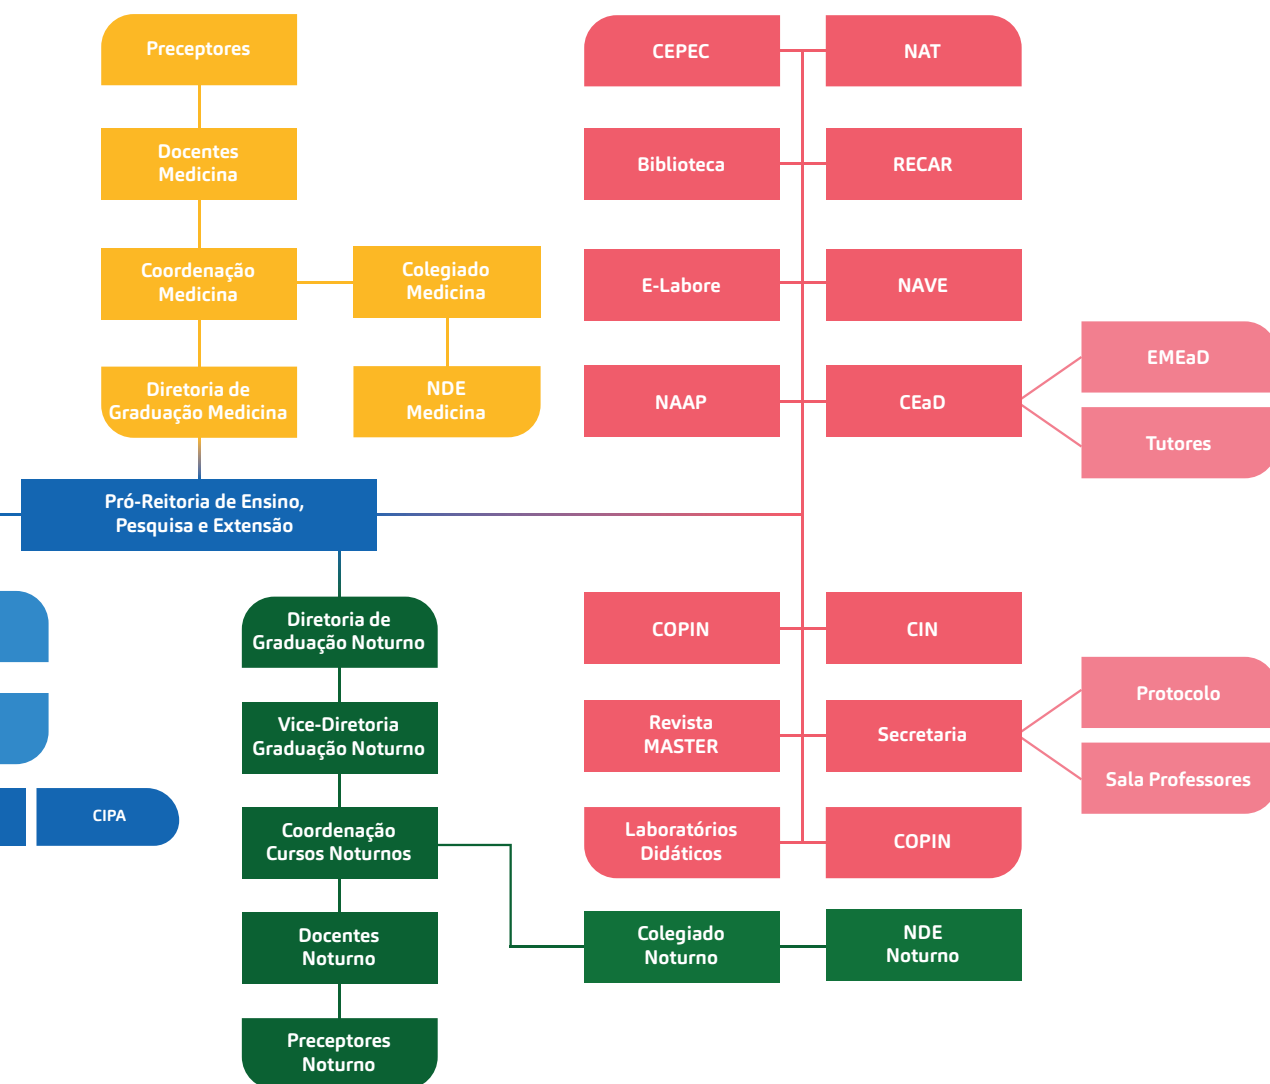 Preceptores
Docentes
Medicina
Coordenação
Medicina
Colegiado
Medicina
Diretoria de
Graduação Medicina
NDE
Medicina
Pró-Reitoria de Ensino,
Pesquisa e Extensão
CEPEC
NAT
Biblioteca
RECAR
E-Labore
NAVE
NAAP
CEaD
EMEaD
Tutores
COPIN
CIN
Revista
MASTER
Secretaria
Protocolo
Sala Professores
Laboratórios
Didáticos
COPIN
CIPA
Diretoria de
Graduação Noturno
Vice-Diretoria
Graduação Noturno
Coordenação
Cursos Noturnos
Docentes
Noturno
Preceptores
Noturno
Colegiado
Noturno
NDE
Noturno